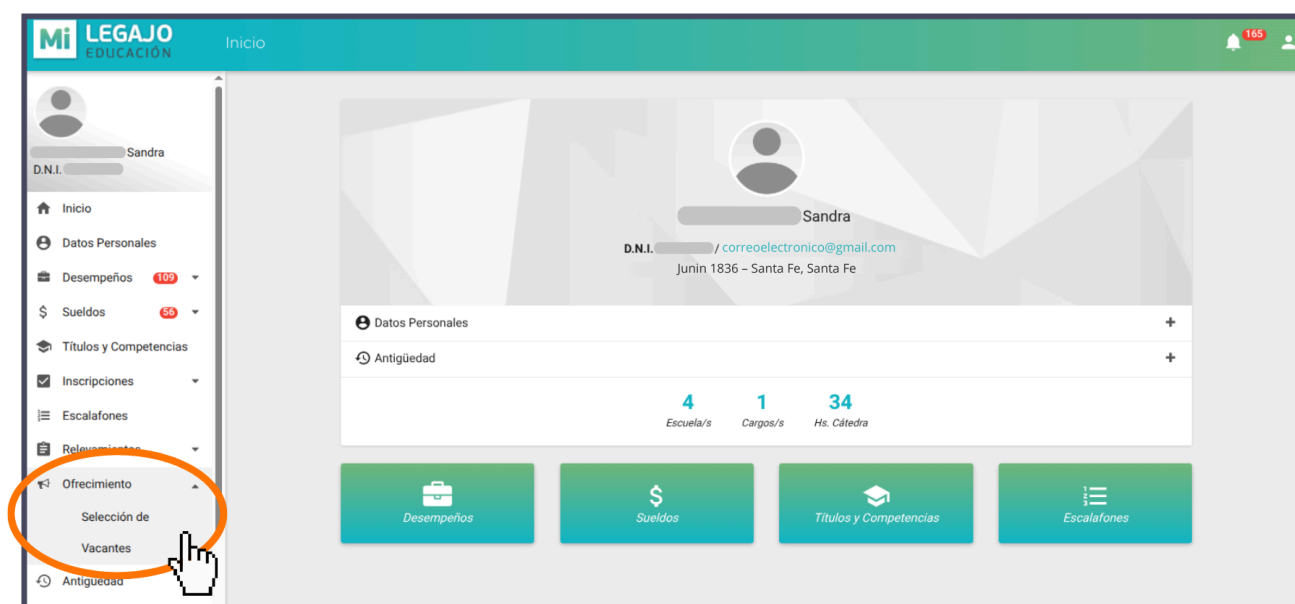 Mi LEGAJO
EDUCACIÓN
Inicio
165
Sandra
D.N.I.
Inicio
Datos Personales
Desempeños 109
$ Sueldos 56
Títulos y Competencias
Inscripciones
Escalafones
Relevamientos
Ofrecimiento
Selección de
Vacantes
Antigüedad
Sandra
D.N.I. / correoelectronico@gmail.com
Junin 1836 – Santa Fe, Santa Fe
Datos Personales +
Antigüedad +
4 1 34
Escuela/s Cargos/s Hs. Cátedra
Desempeños
$
Sueldos
Títulos y Competencias
Escalafones